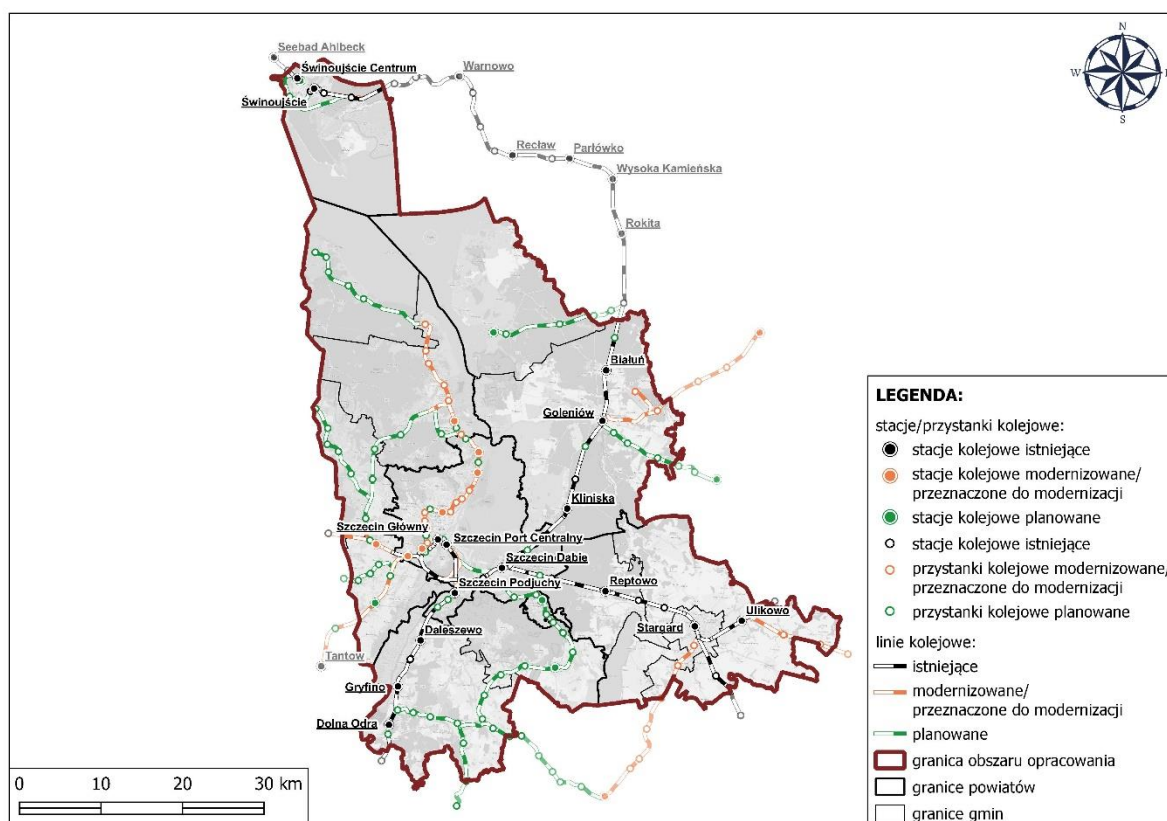 N
W
E
S
Seebad Ahlbeck
Świnoujście Centrum
Warnowo
Świnoujście
Recław
Parłówko
Wysoka Kamieńska
Rokita
Białuń
Goleniów
Kliniska
Szczecin Główny
Szczecin Port Centralny
Szczecin Dąbie
Szczecin Podjuchy
Reptowo
Ulikowo
Stargard
Daleszewo
Tantow
Gryfino
Dolna Odra
0 10 20 30 km
LEGENDA:
stacje/przystanki kolejowe:
stacje kolejowe istniejące
stacje kolejowe modernizowane/
przeznaczone do modernizacji
stacje kolejowe planowane
stacje kolejowe istniejące
przystanki kolejowe modernizowane/
przeznaczone do modernizacji
przystanki kolejowe planowane
linie kolejowe:
istniejące
modernizowane/
przeznaczone do modernizacji
planowane
granica obszaru opracowania
granice powiatów
granice gmin